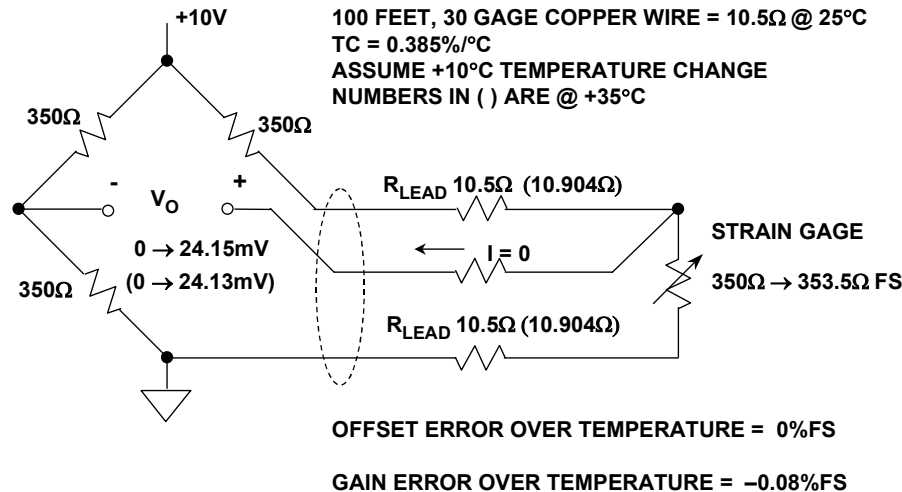 +10V
100 FEET, 30 GAGE COPPER WIRE = 10.5Ω @ 25°C
TC = 0.385%/°C
ASSUME +10°C TEMPERATURE CHANGE
NUMBERS IN ( ) ARE @ +35°C
350Ω
350Ω
R_LEAD 10.5Ω (10.904Ω)
- V_O +
STRAIN GAGE
0 → 24.15mV
I = 0
350Ω
(0 → 24.13mV)
350Ω → 353.5Ω FS
R_LEAD 10.5Ω (10.904Ω)
OFFSET ERROR OVER TEMPERATURE = 0%FS
GAIN ERROR OVER TEMPERATURE = –0.08%FS